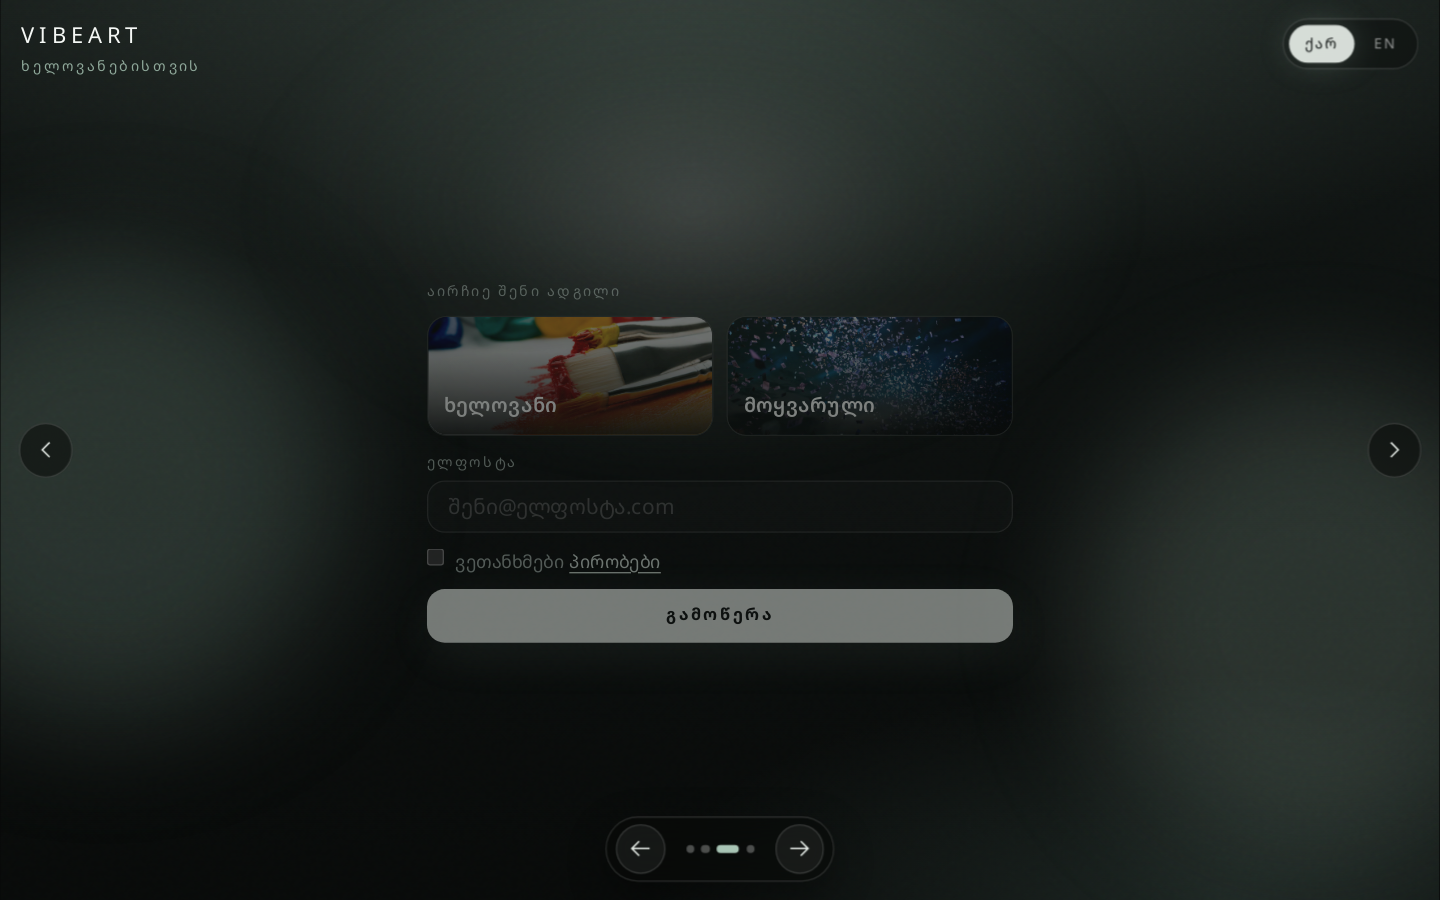 VIBEART
ხელოვანებისთვის
ქარ EN
აირჩიე შენი ადგილი
ხელოვანი
მოყვარული
ელფოსტა
შენი@ელფოსტა.com
ვეთანხმები პირობები
გამოწერა